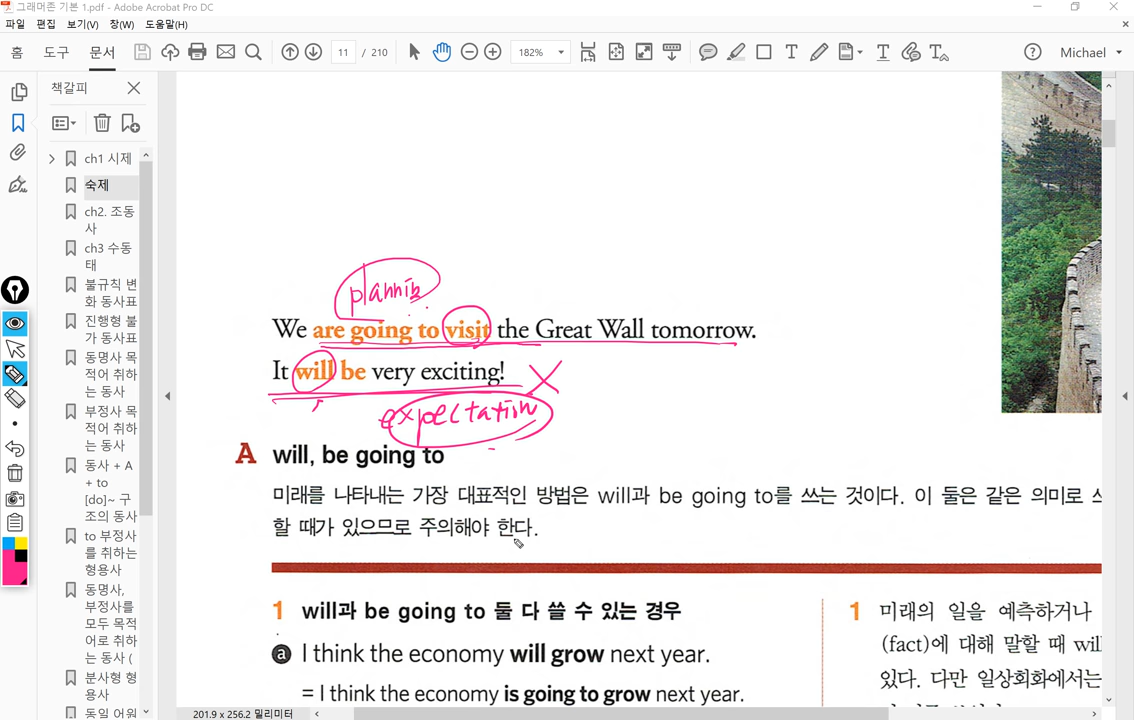 그래머존 기본 1.pdf - Adobe Acrobat Pro DC
파일 편집 보기(V) 창(W) 도움말(H)
홈 도구 문서 11 / 210 182% Michael
책갈피
ch1 시제
숙제
ch2. 조동
사
ch3 수동
태
불규칙 변
화 동사표
진행형 불
가 동사표
동명사 목
적어 취하
는 동사
부정사 목
적어 취하
는 동사
동사 + A
+ to
[do]~ 구
조의 동사
to 부정사
를 취하는
형용사
동명사,
부정사를
모두 목적
어로 취하
는 동사 (
분사형 형
용사
동일 어원
We are going to visit the Great Wall tomorrow.
It will be very exciting!
expectation
A will, be going to
미래를 나타내는 가장 대표적인 방법은 will과 be going to를 쓰는 것이다. 이 둘은 같은 의미로 쓰
할 때가 있으므로 주의해야 한다.
1 will과 be going to 둘 다 쓸 수 있는 경우
a I think the economy will grow next year.
= I think the economy is going to grow next year.
1 미래의 일을 예측하거나
(fact)에 대해 말할 때 will
있다. 다만 일상회화에서는
201.9 x 256.2 밀리미터